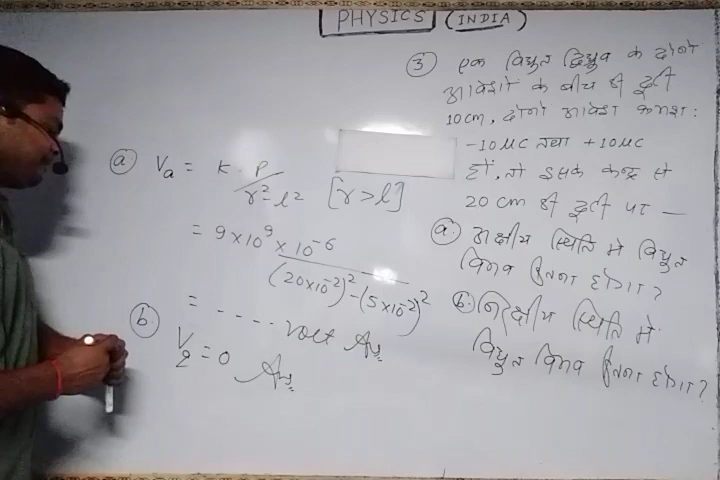 PHYSICS (INDIA)
③ एक विद्युत द्विध्रुव के दोनो
आवेशो के बीच की दूरी
10cm, दोनो आवेश क्रमश:
-10μC तथा +10μC
हों, तो इसके केन्द्र से
20 cm की दूरी पर —
a. अक्षीय स्थिति मे विद्युत
विभव कितना होगा?
b. निरक्षीय स्थिति मे
विद्युत विभव कितना होगा?
ⓐ Va = K·P / r²-l² [r>l]
= 9×10⁹×10⁻⁶ / (20×10⁻²)²-(5×10⁻²)²
= - - - - volt Ans
ⓑ V = 0 Ans